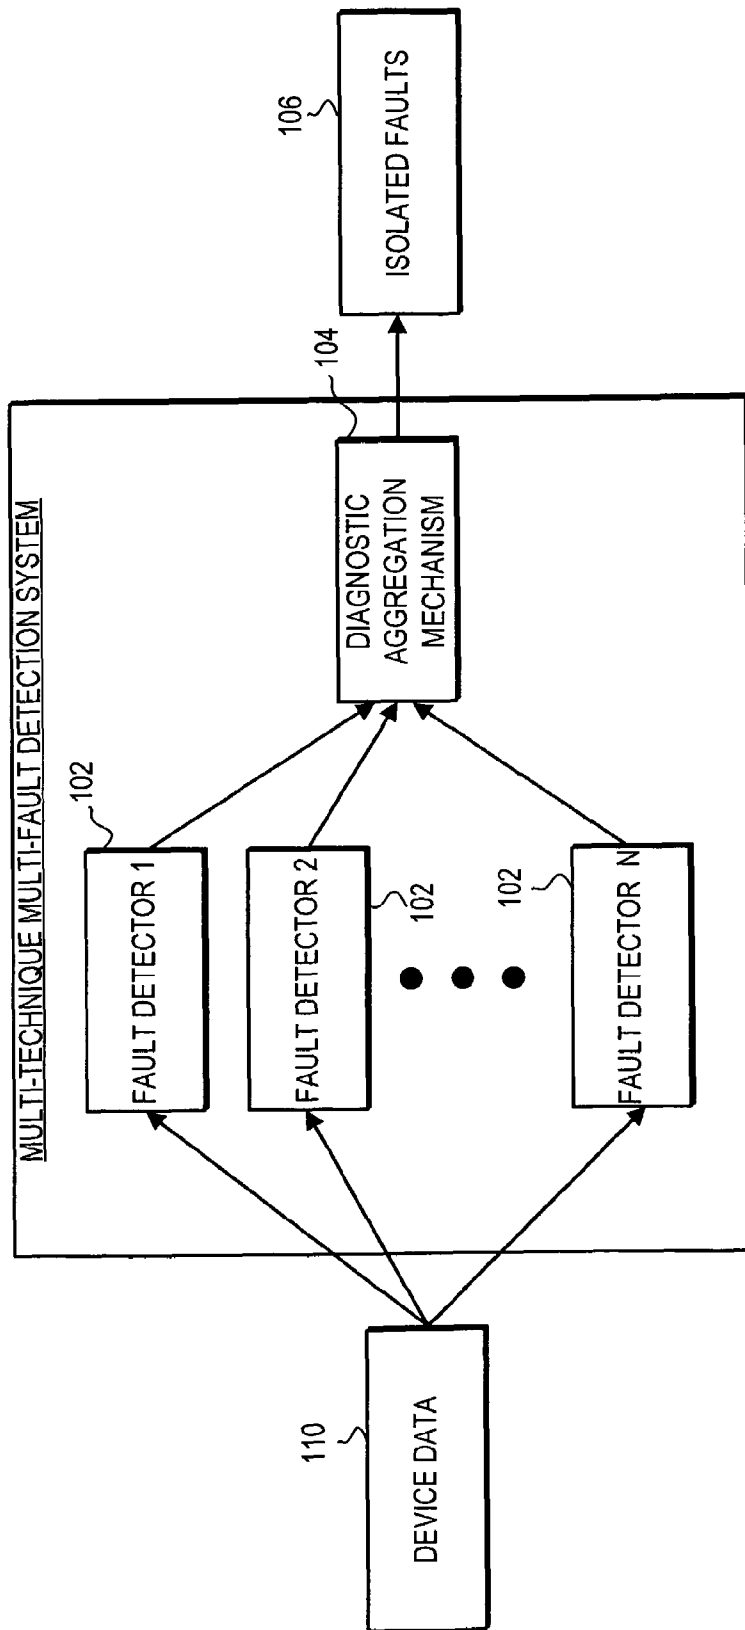 MULTI-TECHNIQUE MULTI-FAULT DETECTION SYSTEM
110
DEVICE DATA
102
FAULT DETECTOR 1
FAULT DETECTOR 2
102
102
FAULT DETECTOR N
104
DIAGNOSTIC
AGGREGATION
MECHANISM
106
ISOLATED FAULTS